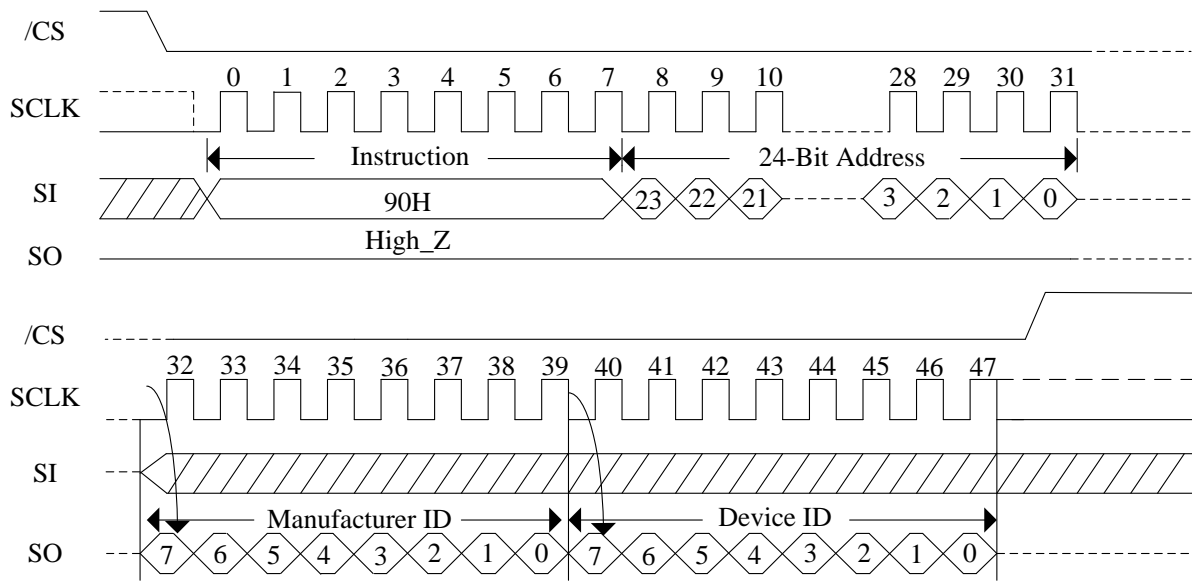 /CS
0 1 2 3 4 5 6 7 8 9 10 28 29 30 31
SCLK
Instruction 24-Bit Address
SI 90H 23 22 21 3 2 1 0
High_Z
SO
/CS
32 33 34 35 36 37 38 39 40 41 42 43 44 45 46 47
SCLK
SI
Manufacturer ID Device ID
SO 7 6 5 4 3 2 1 0 7 6 5 4 3 2 1 0